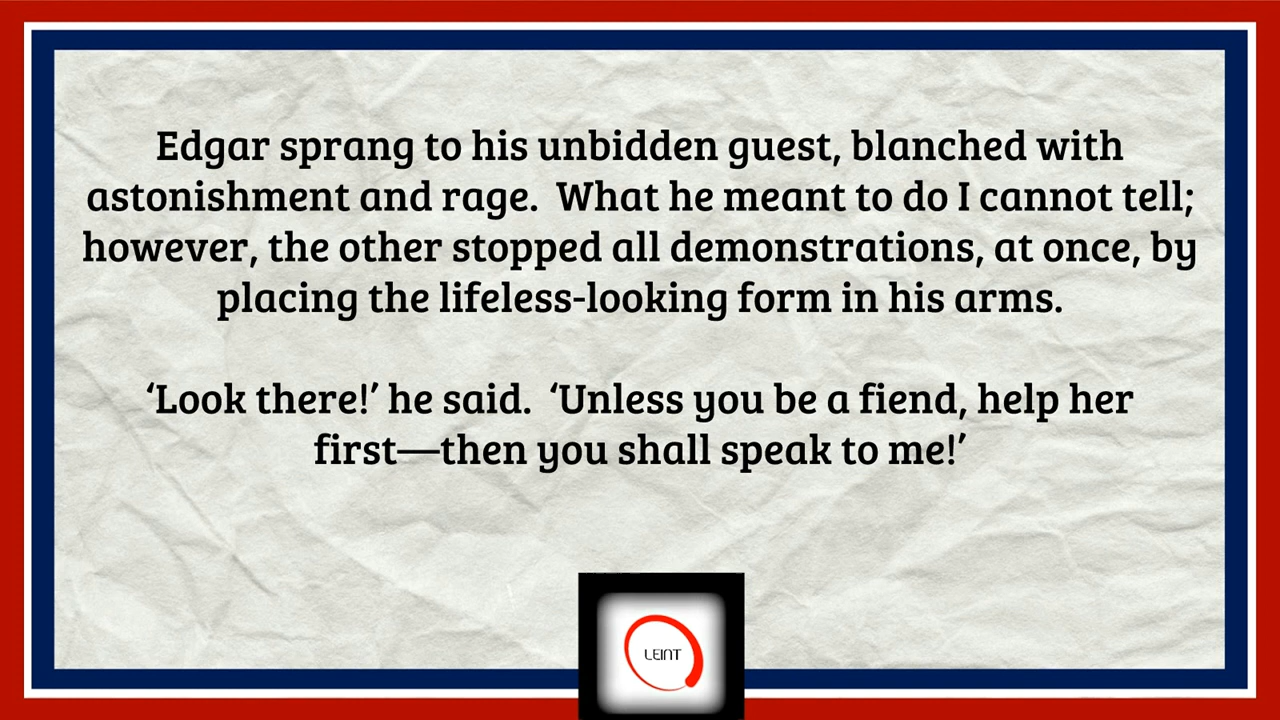 Edgar sprang to his unbidden guest, blanched with
astonishment and rage.  What he meant to do I cannot tell;
however, the other stopped all demonstrations, at once, by
placing the lifeless-looking form in his arms.
‘Look there!’ he said.  ‘Unless you be a fiend, help her
first—then you shall speak to me!’
LEINT